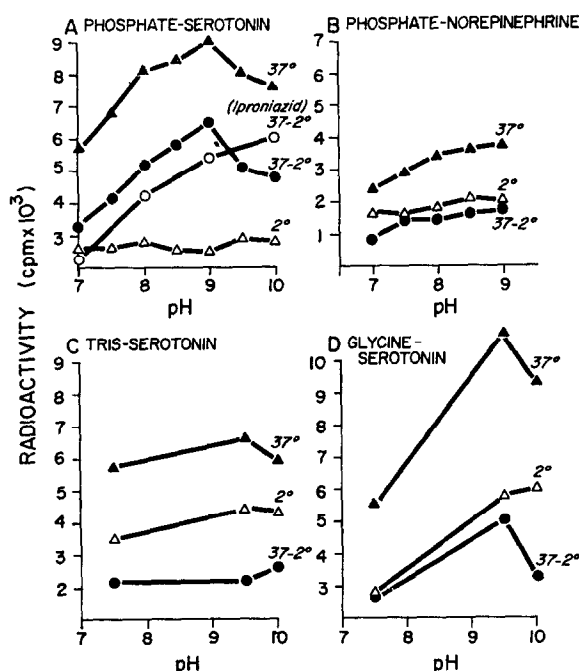 A PHOSPHATE-SEROTONIN
9
8
7
6
5
4
3
37°
(Iproniazid)
37-2°
37-2°
2°
7 8 9 10
pH
B PHOSPHATE-NOREPINEPHRINE
7
6
5
4
3
2
1
37°
2°
37-2°
7 8 9
pH
RADIOACTIVITY (cpm×10³)
C TRIS-SEROTONIN
9
8
7
6
5
4
3
2
37°
2°
37-2°
7 8 9 10
pH
D GLYCINE-
SEROTONIN
10
9
8
7
6
5
4
3
37°
2°
37-2°
7 8 9 10
pH